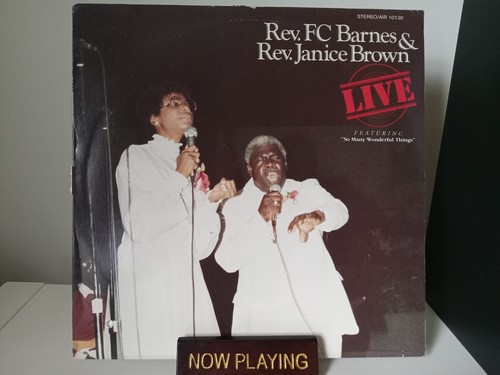 STEREO/AIR 10130
Rev. FC Barnes &
Rev. Janice Brown
LIVE
FEATURING
"So Many Wonderful Things"
NOW PLAYING